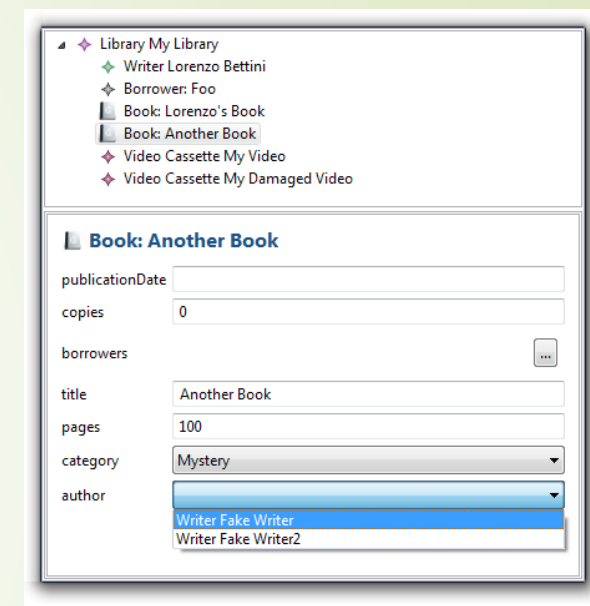 Library My Library
Writer Lorenzo Bettini
Borrower: Foo
Book: Lorenzo's Book
Book: Another Book
Video Cassette My Video
Video Cassette My Damaged Video
Book: Another Book
publicationDate
copies 0
borrowers ...
title Another Book
pages 100
category Mystery
author
Writer Fake Writer
Writer Fake Writer2